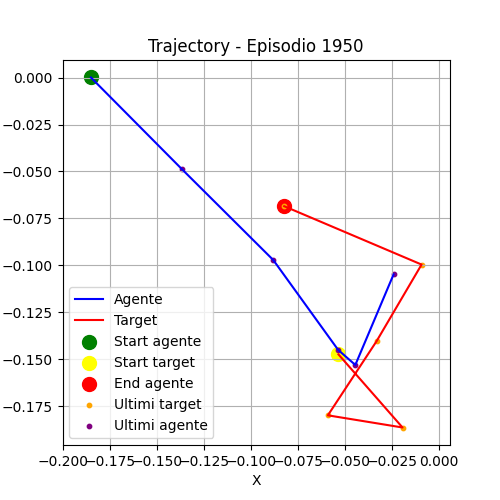 Trajectory - Episodio 1950
0.000
−0.025
−0.050
−0.075
−0.100
−0.125
−0.150
−0.175
Agente
Target
Start agente
Start target
End agente
Ultimi target
Ultimi agente
−0.200 −0.175 −0.150 −0.125 −0.100 −0.075 −0.050 −0.025 0.000
X